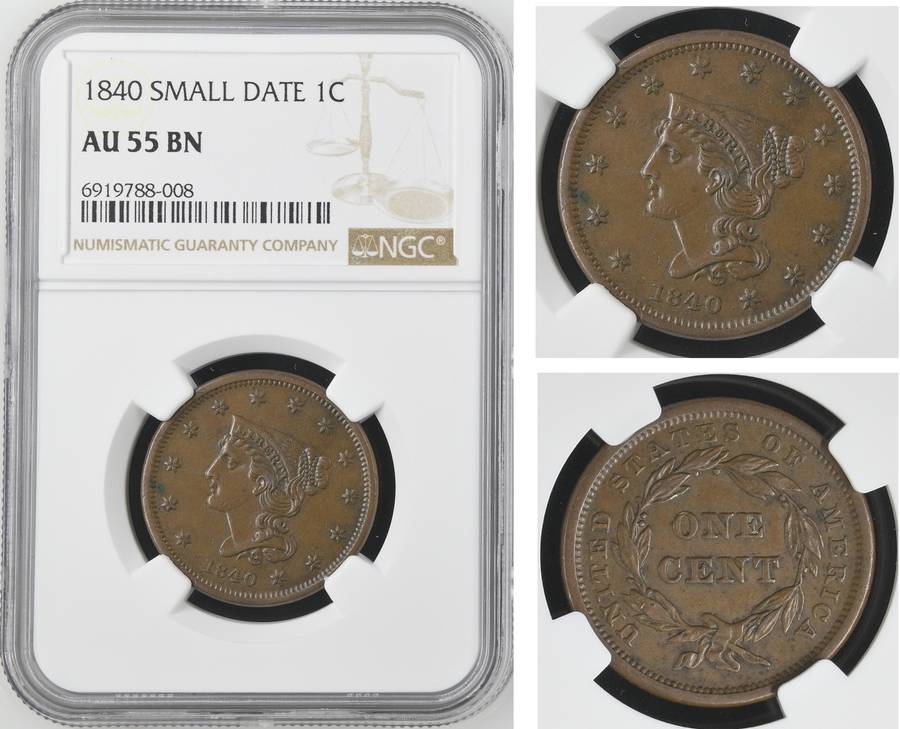 1840 SMALL DATE 1C
AU 55 BN
6919788-008
NUMISMATIC GUARANTY COMPANY
NGC®
LIBERTY
1840
LIBERTY
1840
UNITED STATES OF AMERICA
ONE
CENT